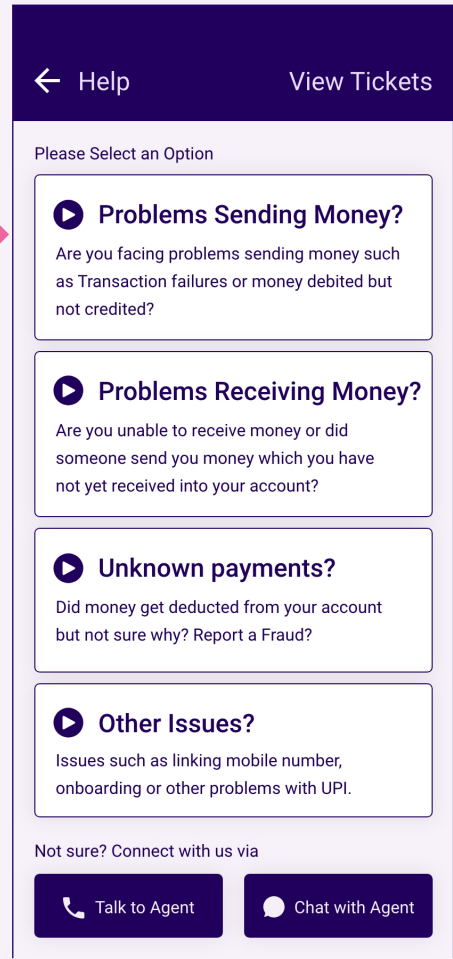 Help View Tickets
Please Select an Option
Problems Sending Money?
Are you facing problems sending money such
as Transaction failures or money debited but
not credited?
Problems Receiving Money?
Are you unable to receive money or did
someone send you money which you have
not yet received into your account?
Unknown payments?
Did money get deducted from your account
but not sure why? Report a Fraud?
Other Issues?
Issues such as linking mobile number,
onboarding or other problems with UPI.
Not sure? Connect with us via
Talk to Agent Chat with Agent